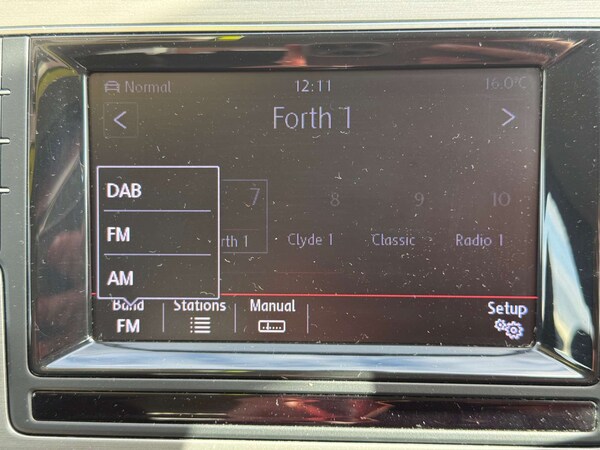 Normal 12:11 16.0°C
< Forth 1 >
DAB
FM
AM
7 8 9 10
rth 1 Clyde 1 Classic Radio 1
Band Stations Manual Setup
FM